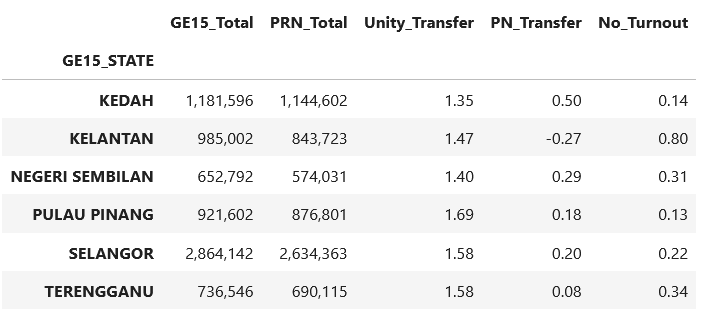 GE15_Total PRN_Total Unity_Transfer PN_Transfer No_Turnout
GE15_STATE
KEDAH 1,181,596 1,144,602 1.35 0.50 0.14
KELANTAN 985,002 843,723 1.47 -0.27 0.80
NEGERI SEMBILAN 652,792 574,031 1.40 0.29 0.31
PULAU PINANG 921,602 876,801 1.69 0.18 0.13
SELANGOR 2,864,142 2,634,363 1.58 0.20 0.22
TERENGGANU 736,546 690,115 1.58 0.08 0.34